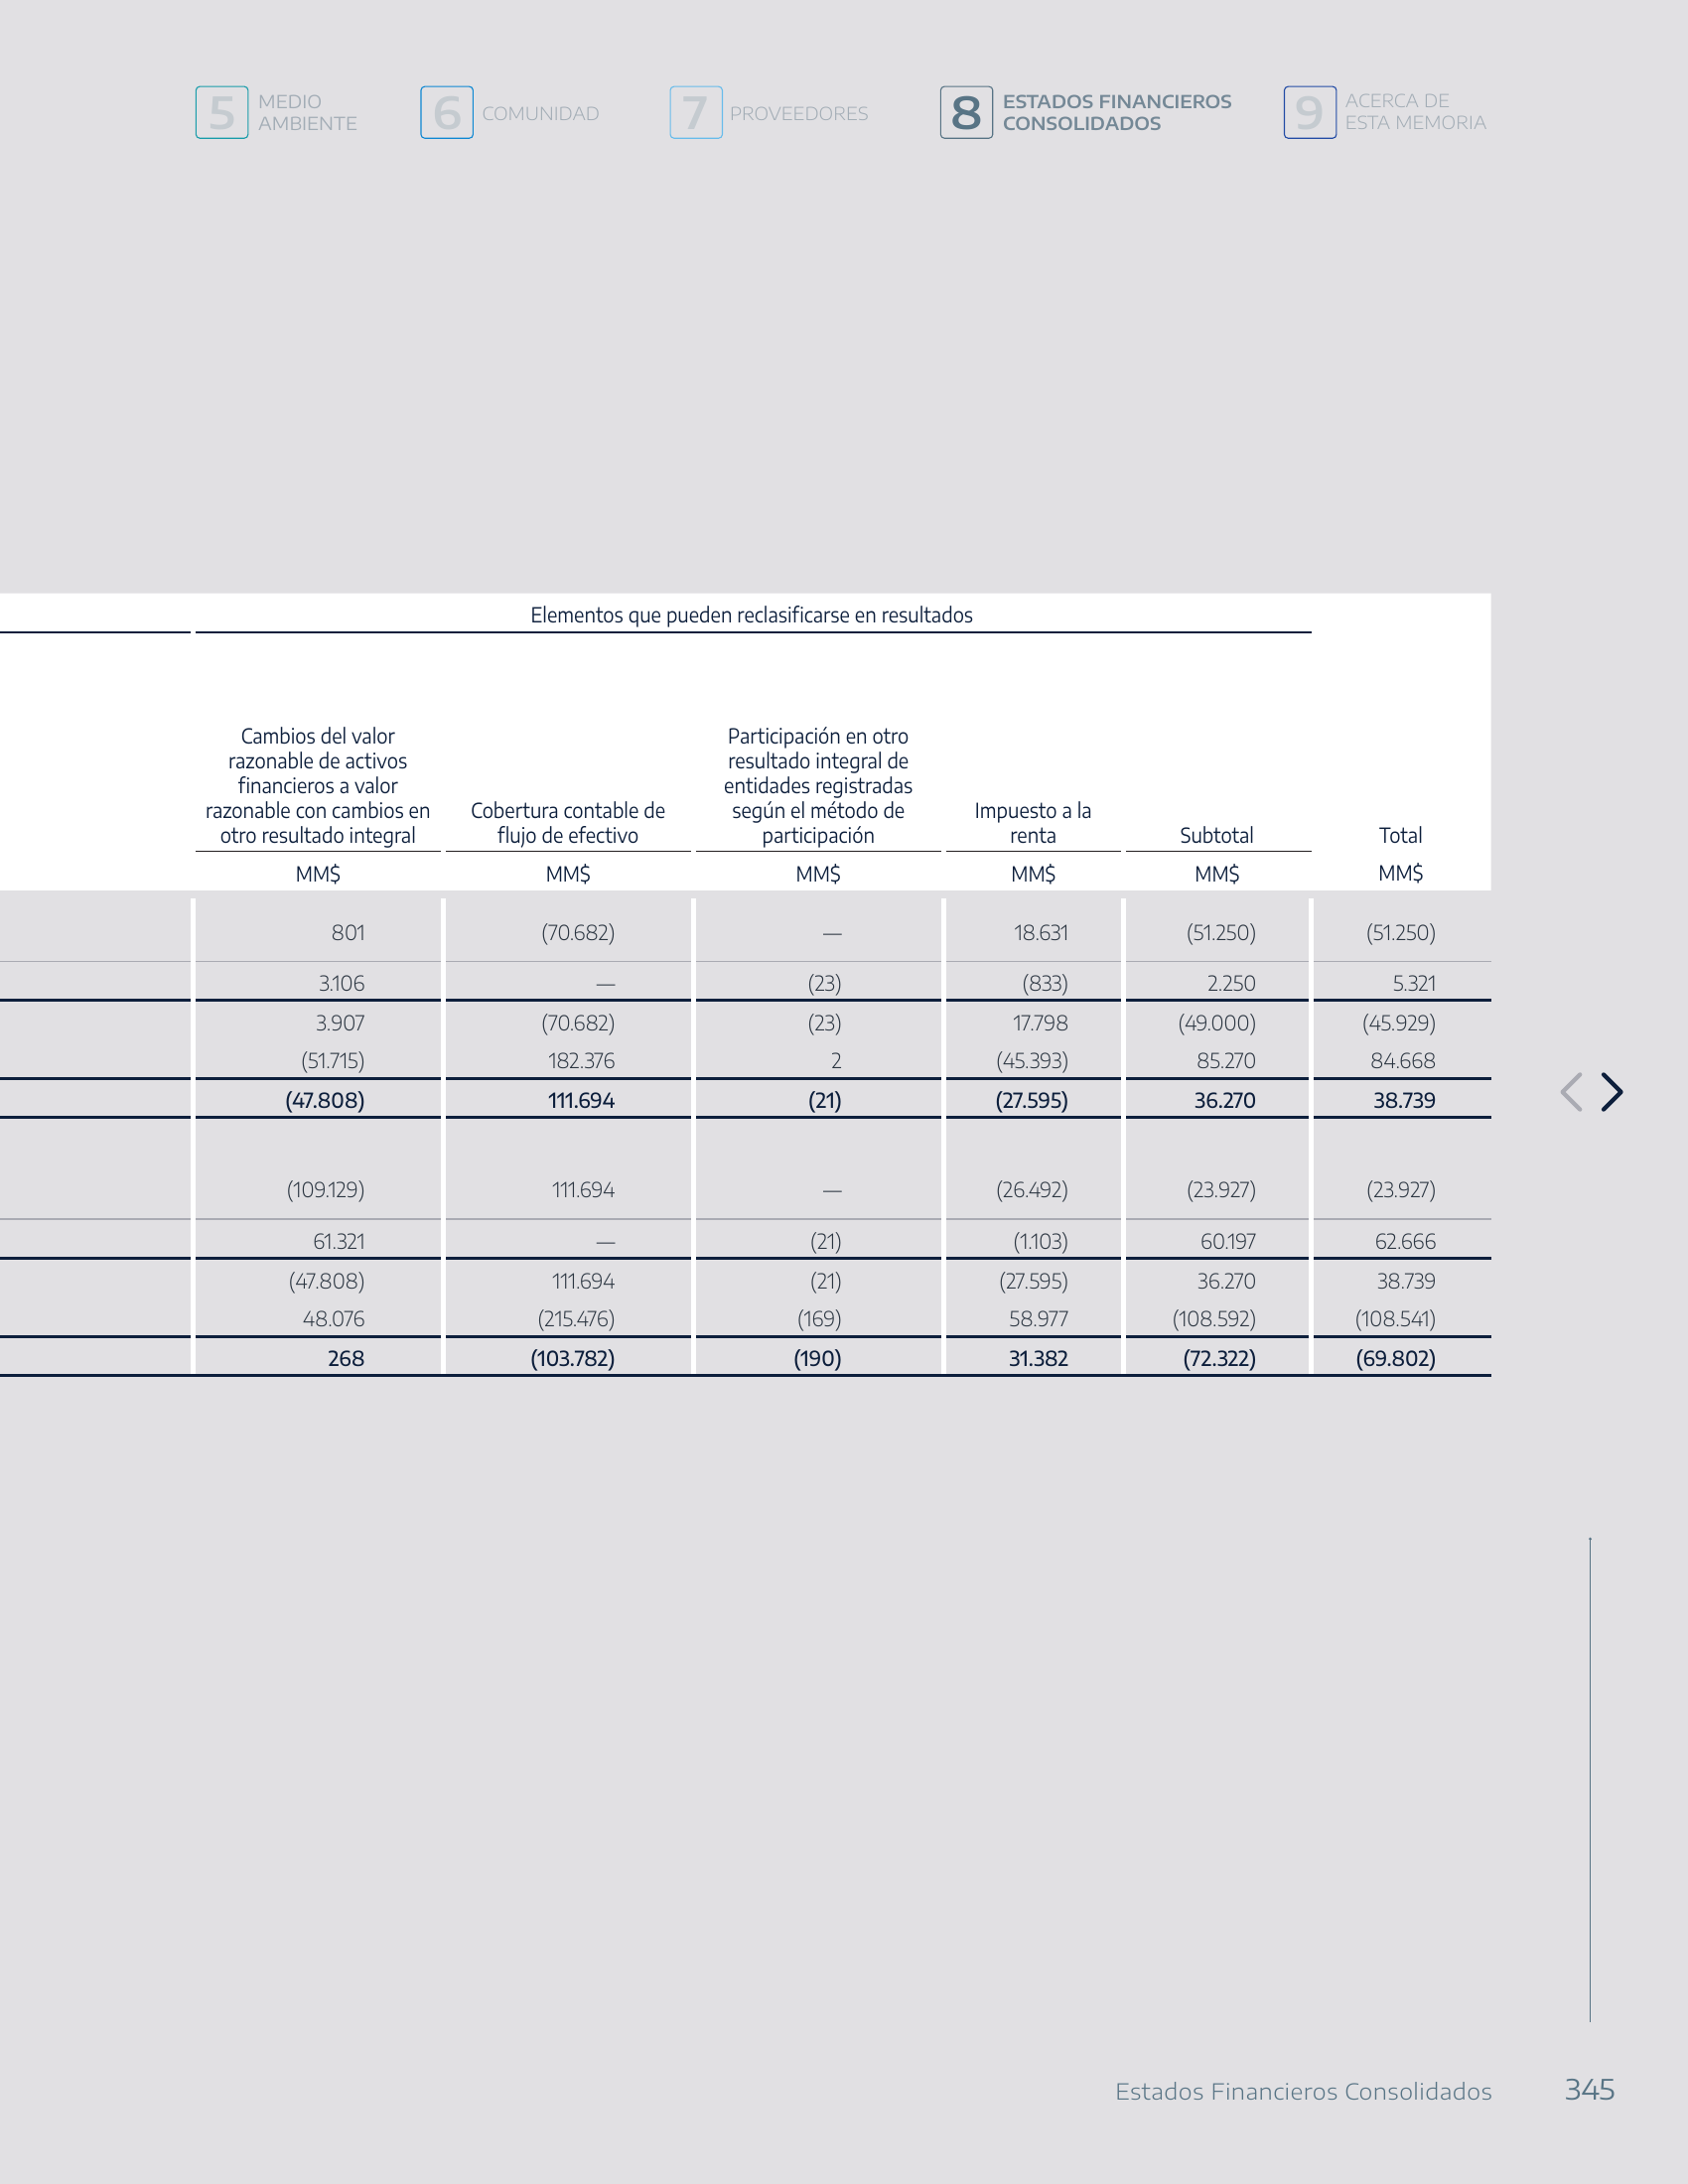 5 MEDIO AMBIENTE
6 COMUNIDAD
7 PROVEEDORES
8 ESTADOS FINANCIEROS CONSOLIDADOS
9 ACERCA DE ESTA MEMORIA
Elementos que pueden reclasificarse en resultados
Cambios del valor
razonable de activos
financieros a valor
razonable con cambios en
otro resultado integral
Cobertura contable de
flujo de efectivo
Participación en otro
resultado integral de
entidades registradas
según el método de
participación
Impuesto a la
renta
Subtotal
Total
MM$ MM$ MM$ MM$ MM$ MM$
801 (70.682) — 18.631 (51.250) (51.250)
3.106 — (23) (833) 2.250 5.321
3.907 (70.682) (23) 17.798 (49.000) (45.929)
(51.715) 182.376 2 (45.393) 85.270 84.668
(47.808) 111.694 (21) (27.595) 36.270 38.739
(109.129) 111.694 — (26.492) (23.927) (23.927)
61.321 — (21) (1.103) 60.197 62.666
(47.808) 111.694 (21) (27.595) 36.270 38.739
48.076 (215.476) (169) 58.977 (108.592) (108.541)
268 (103.782) (190) 31.382 (72.322) (69.802)
Estados Financieros Consolidados 345